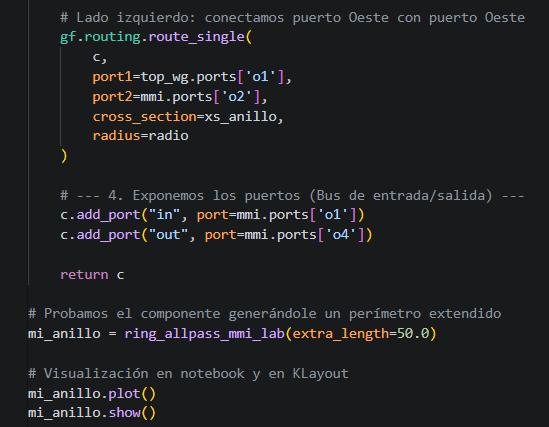 # Lado izquierdo: conectamos puerto Oeste con puerto Oeste
gf.routing.route_single(
c,
port1=top_wg.ports['o1'],
port2=mmi.ports['o2'],
cross_section=xs_anillo,
radius=radio
)
# --- 4. Exponemos los puertos (Bus de entrada/salida) ---
c.add_port("in", port=mmi.ports['o1'])
c.add_port("out", port=mmi.ports['o4'])
return c
# Probamos el componente generándole un perímetro extendido
mi_anillo = ring_allpass_mmi_lab(extra_length=50.0)
# Visualización en notebook y en KLayout
mi_anillo.plot()
mi_anillo.show()